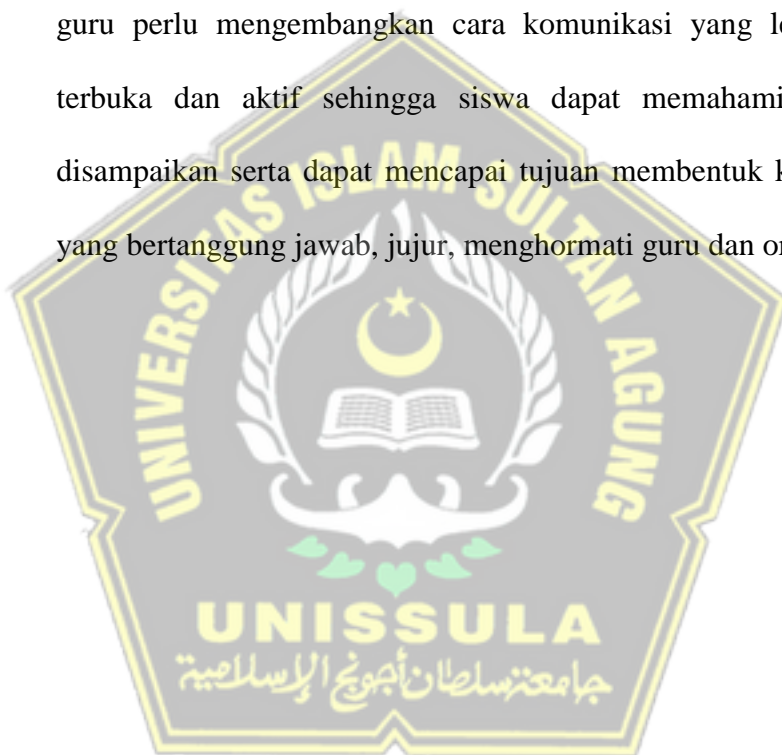 guru perlu mengembangkan cara komunikasi yang
terbuka dan aktif sehingga siswa dapat memahami
disampaikan serta dapat mencapai tujuan membentuk
yang bertanggung jawab, jujur, menghormati guru dan
UNIVERSITAS ISLAM SULTAN AGUNG
UNISSULA
جامعة سلطان أجونج الإسلامية